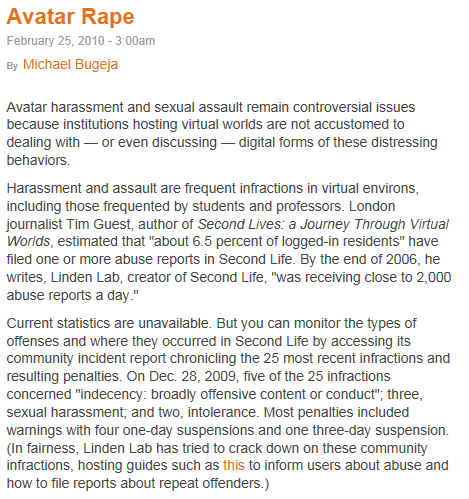 Avatar Rape
February 25, 2010 - 3:00am
By Michael Bugeja
Avatar harassment and sexual assault remain controversial issues
because institutions hosting virtual worlds are not accustomed to
dealing with — or even discussing — digital forms of these distressing
behaviors.
Harassment and assault are frequent infractions in virtual environs,
including those frequented by students and professors. London
journalist Tim Guest, author of Second Lives: a Journey Through Virtual
Worlds, estimated that "about 6.5 percent of logged-in residents" have
filed one or more abuse reports in Second Life. By the end of 2006, he
writes, Linden Lab, creator of Second Life, "was receiving close to 2,000
abuse reports a day."
Current statistics are unavailable. But you can monitor the types of
offenses and where they occurred in Second Life by accessing its
community incident report chronicling the 25 most recent infractions and
resulting penalties. On Dec. 28, 2009, five of the 25 infractions
concerned "indecency: broadly offensive content or conduct"; three,
sexual harassment; and two, intolerance. Most penalties included
warnings with four one-day suspensions and one three-day suspension.
(In fairness, Linden Lab has tried to crack down on these community
infractions, hosting guides such as this to inform users about abuse and
how to file reports about repeat offenders.)